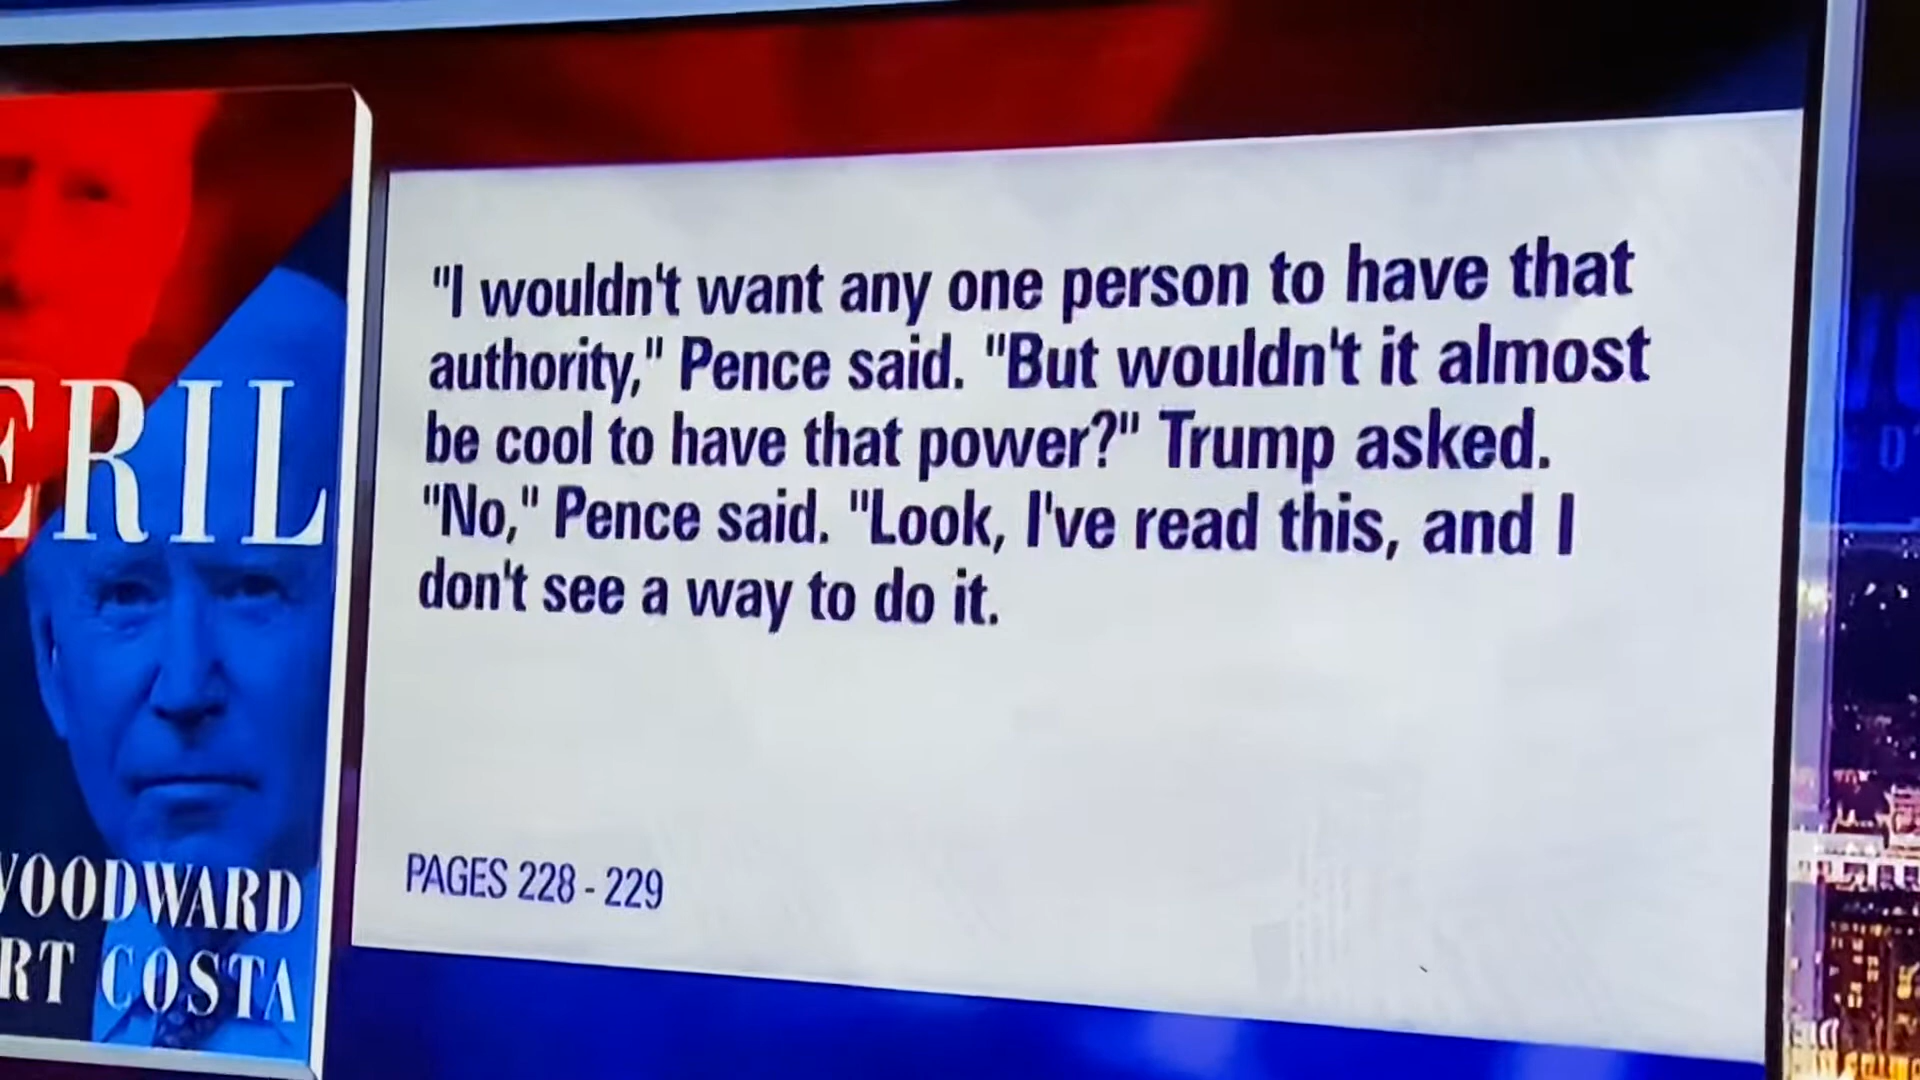 "I wouldn't want any one person to have that
authority," Pence said. "But wouldn't it almost
be cool to have that power?" Trump asked.
"No," Pence said. "Look, I've read this, and I
don't see a way to do it.
PAGES 228 - 229
ERIL
WOODWARD
RT COSTA